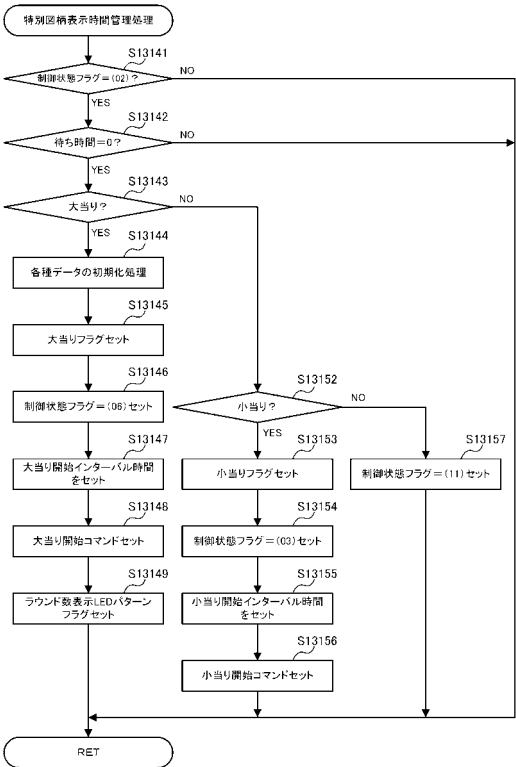 特別図柄表示時間管理処理
S13141
制御状態フラグ=(02)?
NO
YES
S13142
待ち時間=0?
NO
YES
S13143
大当り?
NO
YES
S13144
各種データの初期化処理
S13145
大当りフラグセット
S13146
制御状態フラグ=(06)セット
S13147
大当り開始インターバル時間
をセット
S13148
大当り開始コマンドセット
S13149
ラウンド数表示LEDパターン
フラグセット
S13152
小当り?
NO
YES
S13153
小当りフラグセット
S13154
制御状態フラグ=(03)セット
S13155
小当り開始インターバル時間
をセット
S13156
小当り開始コマンドセット
S13157
制御状態フラグ=(11)セット
RET